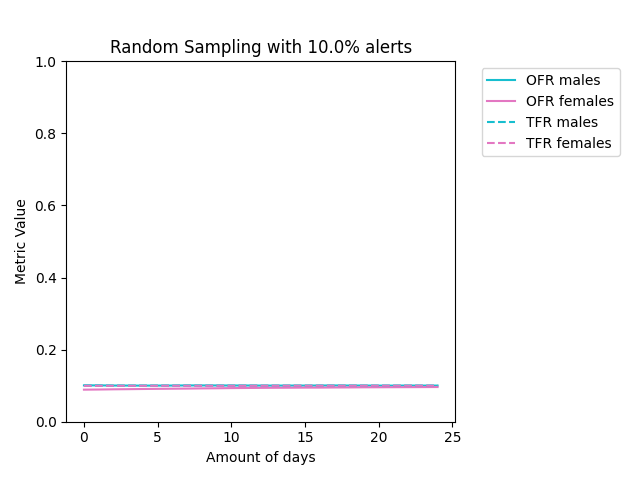 Random Sampling with 10.0% alerts
1.0
0.8
0.6
0.4
0.2
0.0
Metric Value
0 5 10 15 20 25
Amount of days
OFR males
OFR females
TFR males
TFR females